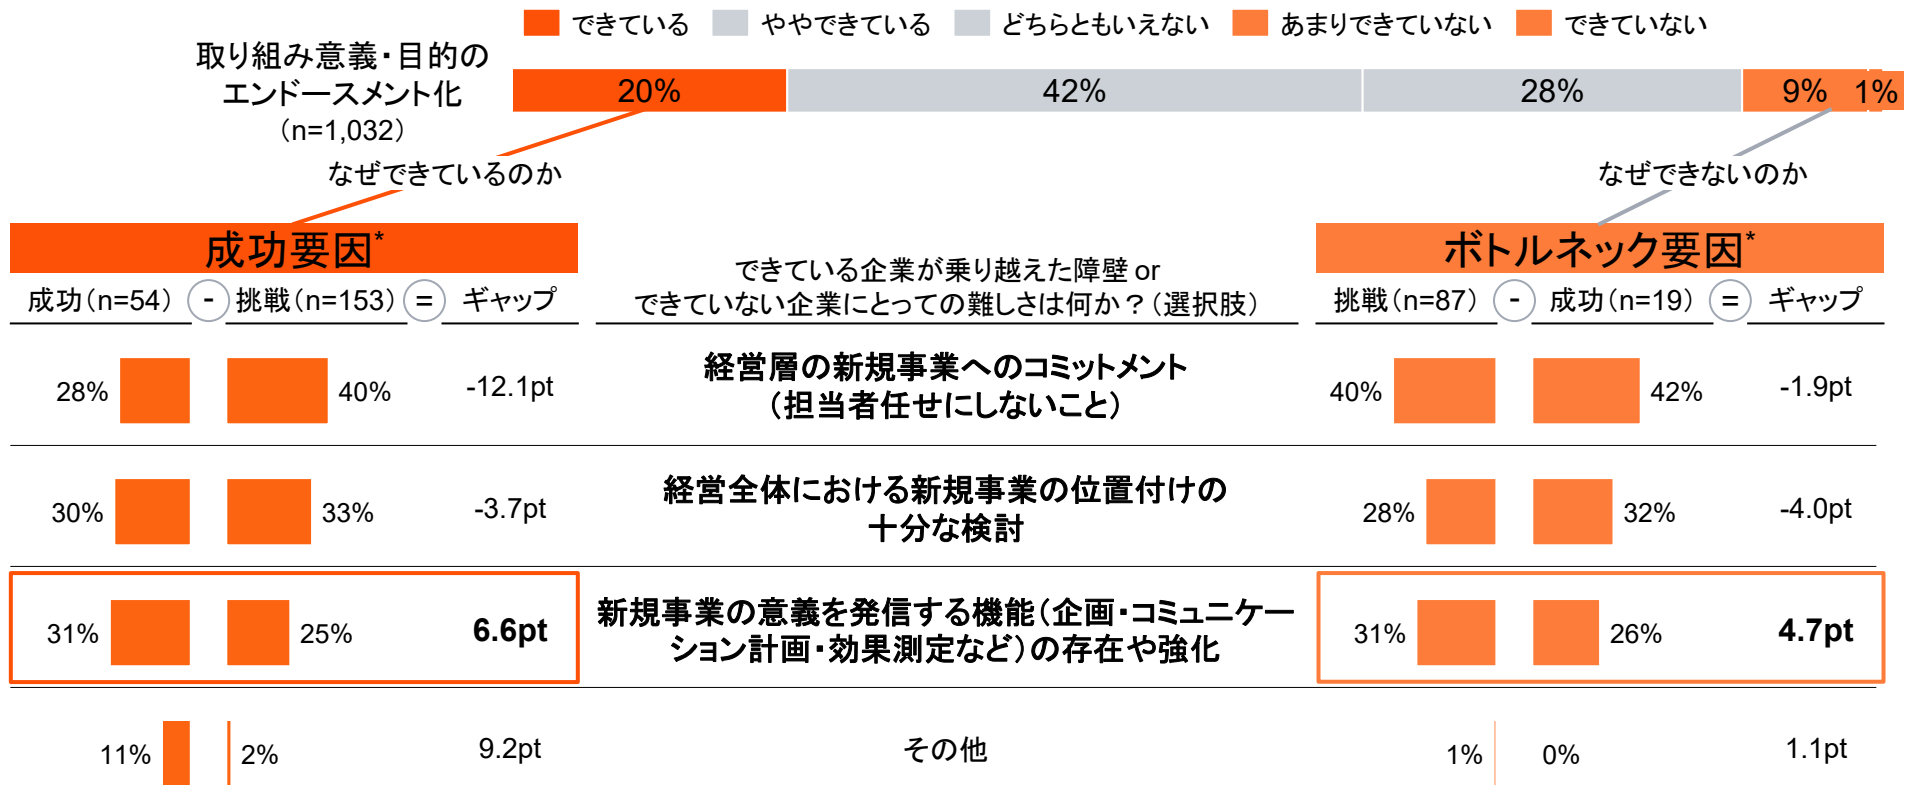 できている ややできている どちらともいえない あまりできていない できていない
取り組み意義・目的の
エンドースメント化
（n=1,032）
20% 42% 28% 9% 1%
なぜできているのか
なぜできないのか
成功要因*
成功（n=54） - 挑戦（n=153） = ギャップ
できている企業が乗り越えた障壁 or
できていない企業にとっての難しさは何か？（選択肢）
ボトルネック要因*
挑戦（n=87） - 成功（n=19） = ギャップ
28% 40% -12.1pt
経営層の新規事業へのコミットメント
（担当者任せにしないこと）
40% 42% -1.9pt
30% 33% -3.7pt
経営全体における新規事業の位置付けの
十分な検討
28% 32% -4.0pt
31% 25% 6.6pt
新規事業の意義を発信する機能（企画・コミュニケー
ション計画・効果測定など）の存在や強化
31% 26% 4.7pt
11% 2% 9.2pt
その他
1% 0% 1.1pt